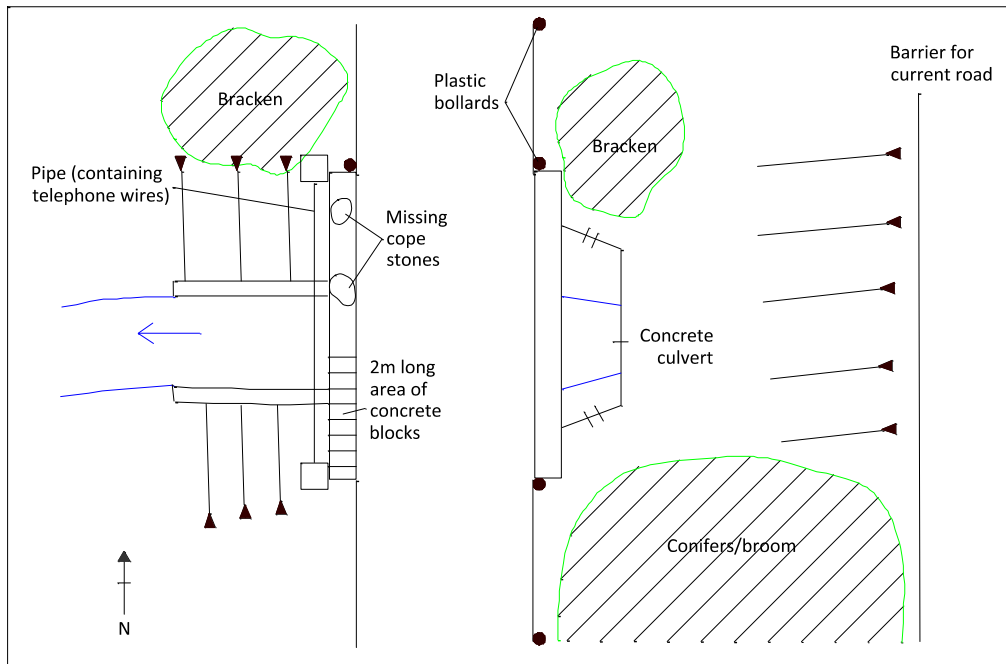 Bracken
Pipe (containing
telephone wires)
Missing
cope
stones
2m long
area of
concrete
blocks
N
Plastic
bollards
Bracken
Barrier for
current road
Concrete
culvert
Conifers/broom